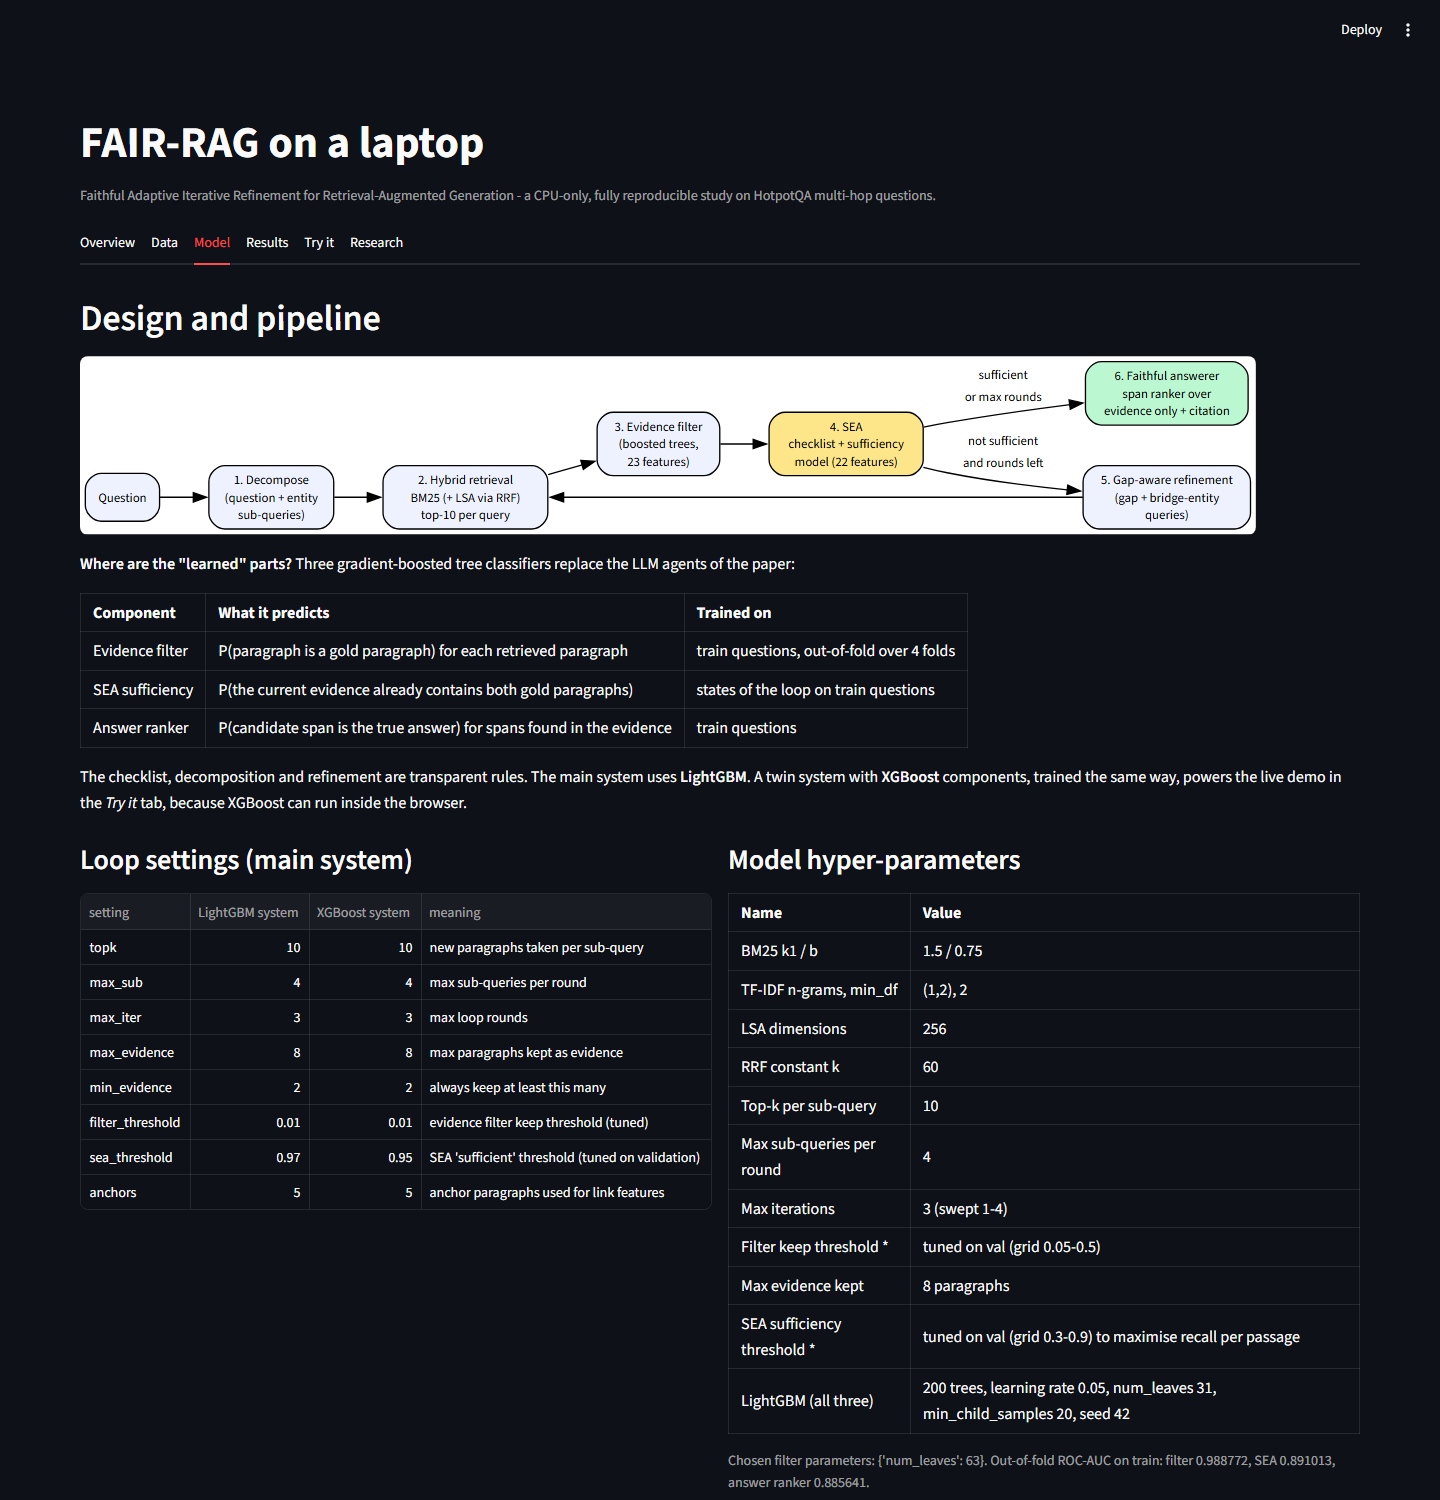 Deploy
FAIR-RAG on a laptop
Faithful Adaptive Iterative Refinement for Retrieval-Augmented Generation - a CPU-only, fully reproducible study on HotpotQA multi-hop questions.
Overview Data Model Results Try it Research
Design and pipeline
Question
1. Decompose
(question + entity
sub-queries)
2. Hybrid retrieval
BM25 (+ LSA via RRF)
top-10 per query
3. Evidence filter
(boosted trees,
23 features)
4. SEA
checklist + sufficiency
model (22 features)
sufficient
or max rounds
not sufficient
and rounds left
6. Faithful answerer
span ranker over
evidence only + citation
5. Gap-aware refinement
(gap + bridge-entity
queries)
Where are the "learned" parts? Three gradient-boosted tree classifiers replace the LLM agents of the paper:
Component What it predicts Trained on
Evidence filter P(paragraph is a gold paragraph) for each retrieved paragraph train questions, out-of-fold over 4 folds
SEA sufficiency P(the current evidence already contains both gold paragraphs) states of the loop on train questions
Answer ranker P(candidate span is the true answer) for spans found in the evidence train questions
The checklist, decomposition and refinement are transparent rules. The main system uses LightGBM. A twin system with XGBoost components, trained the same way, powers the live demo in
the Try it tab, because XGBoost can run inside the browser.
Loop settings (main system)
setting LightGBM system XGBoost system meaning
topk 10 10 new paragraphs taken per sub-query
max_sub 4 4 max sub-queries per round
max_iter 3 3 max loop rounds
max_evidence 8 8 max paragraphs kept as evidence
min_evidence 2 2 always keep at least this many
filter_threshold 0.01 0.01 evidence filter keep threshold (tuned)
sea_threshold 0.97 0.95 SEA 'sufficient' threshold (tuned on validation)
anchors 5 5 anchor paragraphs used for link features
Model hyper-parameters
Name Value
BM25 k1 / b 1.5 / 0.75
TF-IDF n-grams, min_df (1,2), 2
LSA dimensions 256
RRF constant k 60
Top-k per sub-query 10
Max sub-queries per
round 4
Max iterations 3 (swept 1-4)
Filter keep threshold * tuned on val (grid 0.05-0.5)
Max evidence kept 8 paragraphs
SEA sufficiency
threshold * tuned on val (grid 0.3-0.9) to maximise recall per passage
LightGBM (all three) 200 trees, learning rate 0.05, num_leaves 31,
min_child_samples 20, seed 42
Chosen filter parameters: {'num_leaves': 63}. Out-of-fold ROC-AUC on train: filter 0.988772, SEA 0.891013,
answer ranker 0.885641.